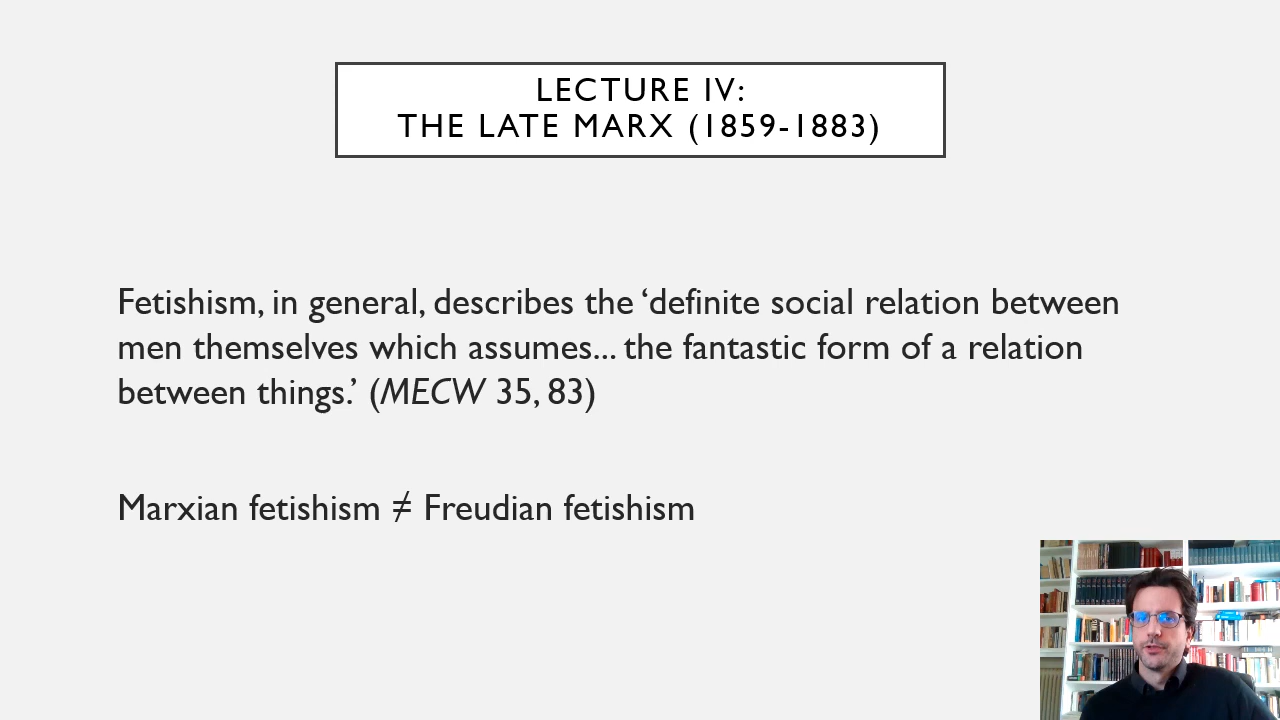 LECTURE IV:
THE LATE MARX (1859-1883)
Fetishism, in general, describes the ‘definite social relation between
men themselves which assumes... the fantastic form of a relation
between things.’ (MECW 35, 83)
Marxian fetishism ≠ Freudian fetishism